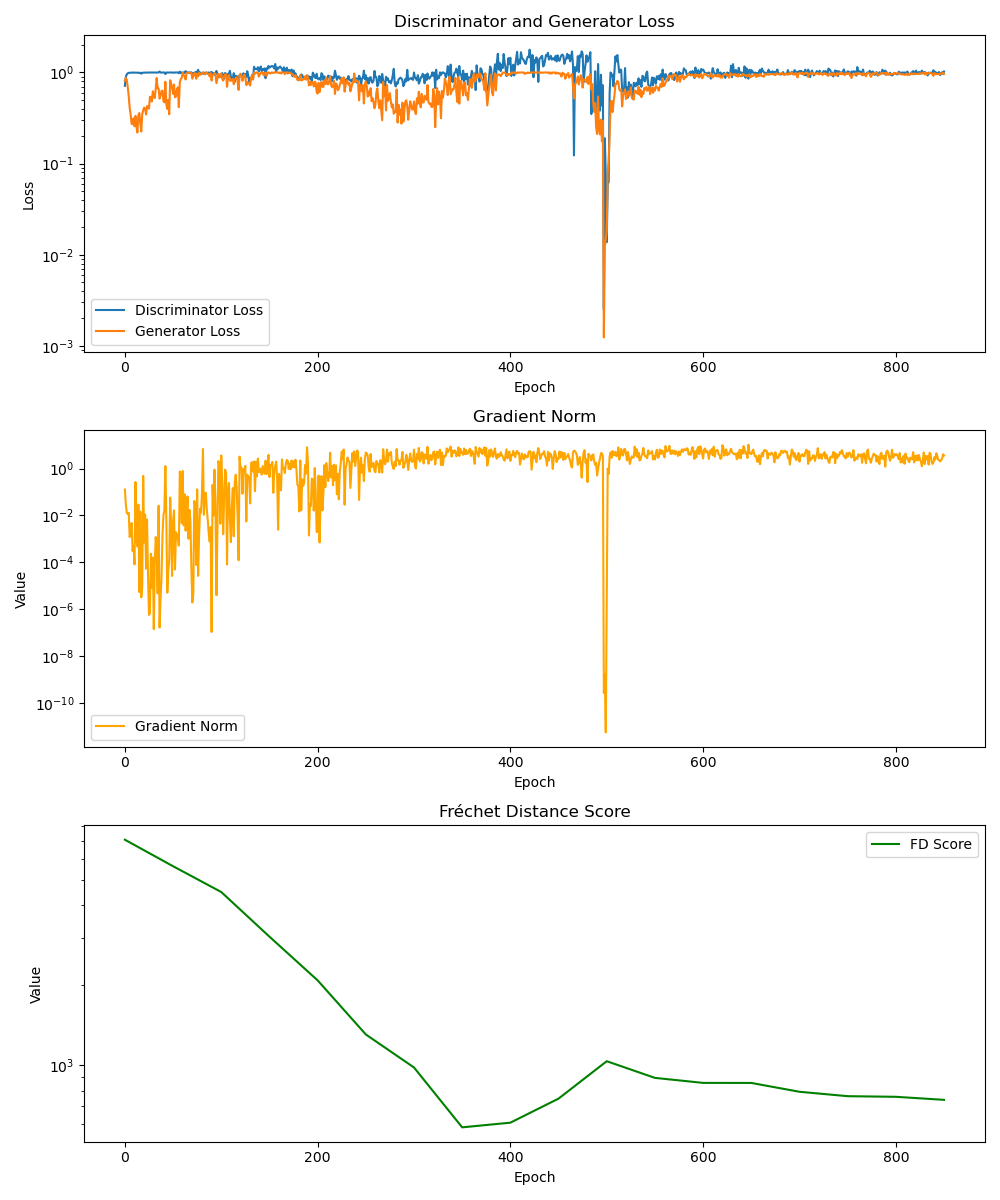 Discriminator and Generator Loss
10⁰
10⁻¹
10⁻²
10⁻³
Loss
Discriminator Loss
Generator Loss
0 200 400 600 800
Epoch
Gradient Norm
10⁰
10⁻²
10⁻⁴
10⁻⁶
10⁻⁸
10⁻¹⁰
Value
Gradient Norm
0 200 400 600 800
Epoch
Fréchet Distance Score
FD Score
Value
10³
0 200 400 600 800
Epoch